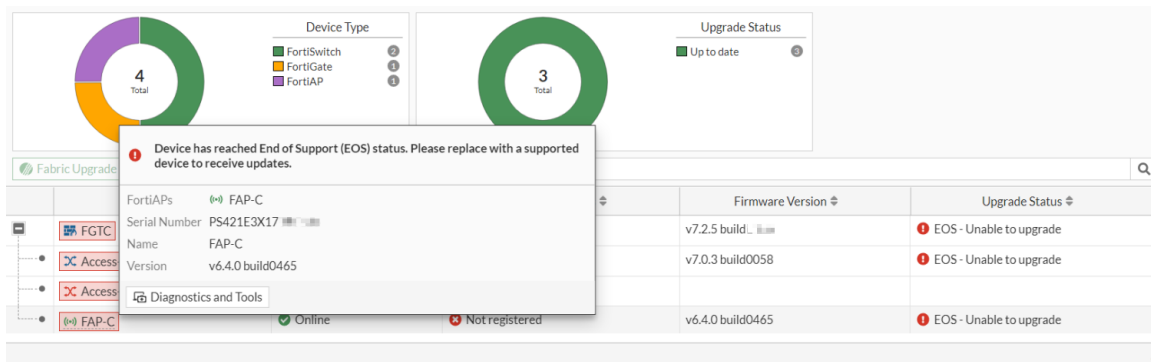 Device Type
FortiSwitch 2
FortiGate 1
FortiAP 1
4
Total
Upgrade Status
Up to date 3
3
Total
Device has reached End of Support (EOS) status. Please replace with a supported
device to receive updates.
Fabric Upgrade
FortiAPs FAP-C
Serial Number PS421E3X17
Name FAP-C
Version v6.4.0 build0465
Diagnostics and Tools
Firmware Version Upgrade Status
FGTC v7.2.5 build EOS - Unable to upgrade
Access v7.0.3 build0058 EOS - Unable to upgrade
Access
FAP-C Online Not registered v6.4.0 build0465 EOS - Unable to upgrade